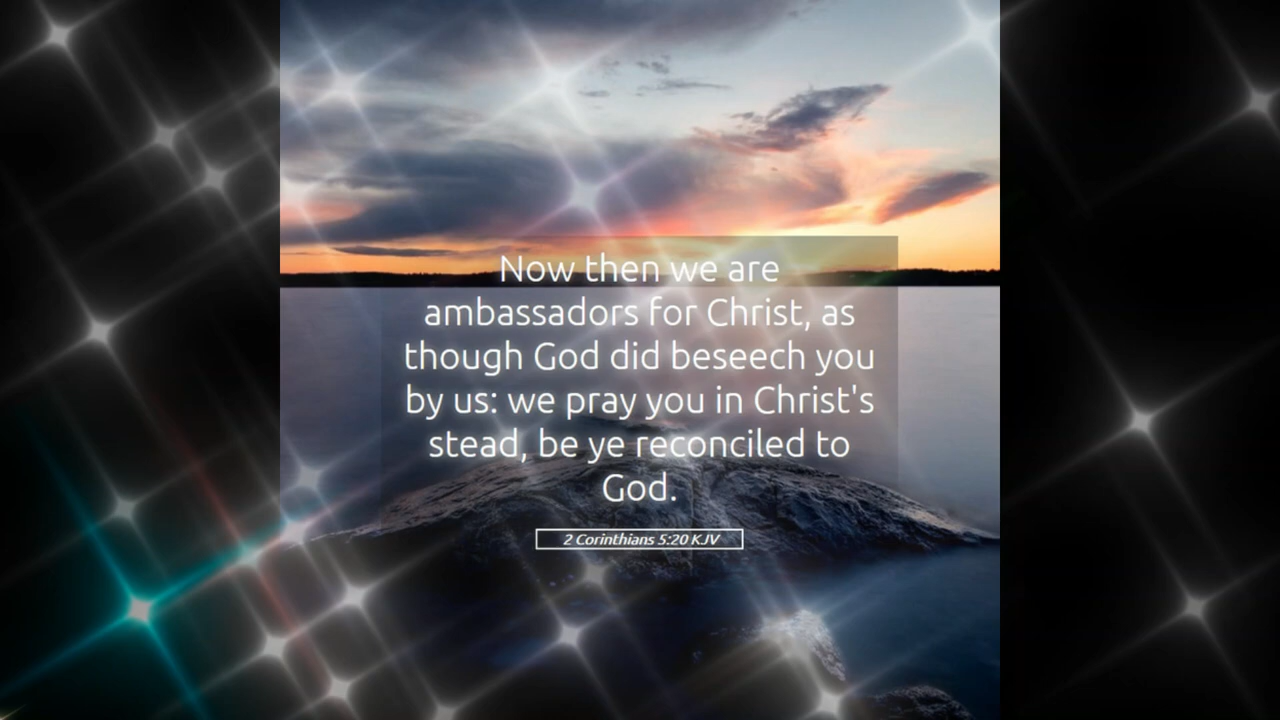 Now then we are
ambassadors for Christ, as
though God did beseech you
by us: we pray you in Christ's
stead, be ye reconciled to
God.
2 Corinthians 5:20 KJV